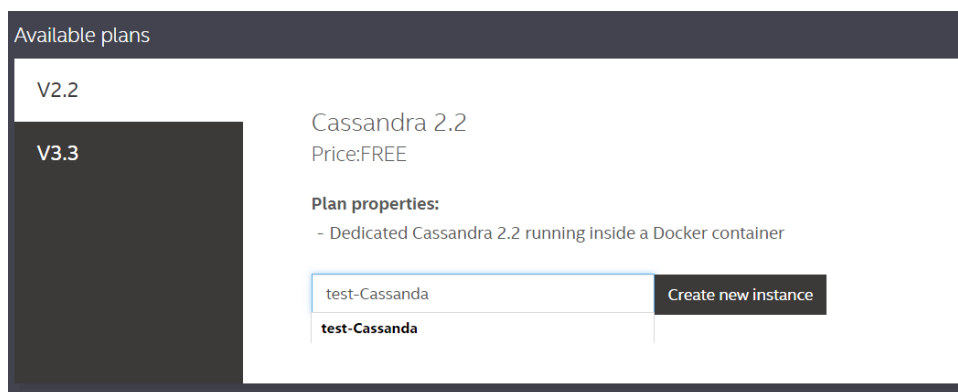 Available plans
V2.2
V3.3
Cassandra 2.2
Price:FREE
Plan properties:
- Dedicated Cassandra 2.2 running inside a Docker container
test-Cassanda
Create new instance
test-Cassanda